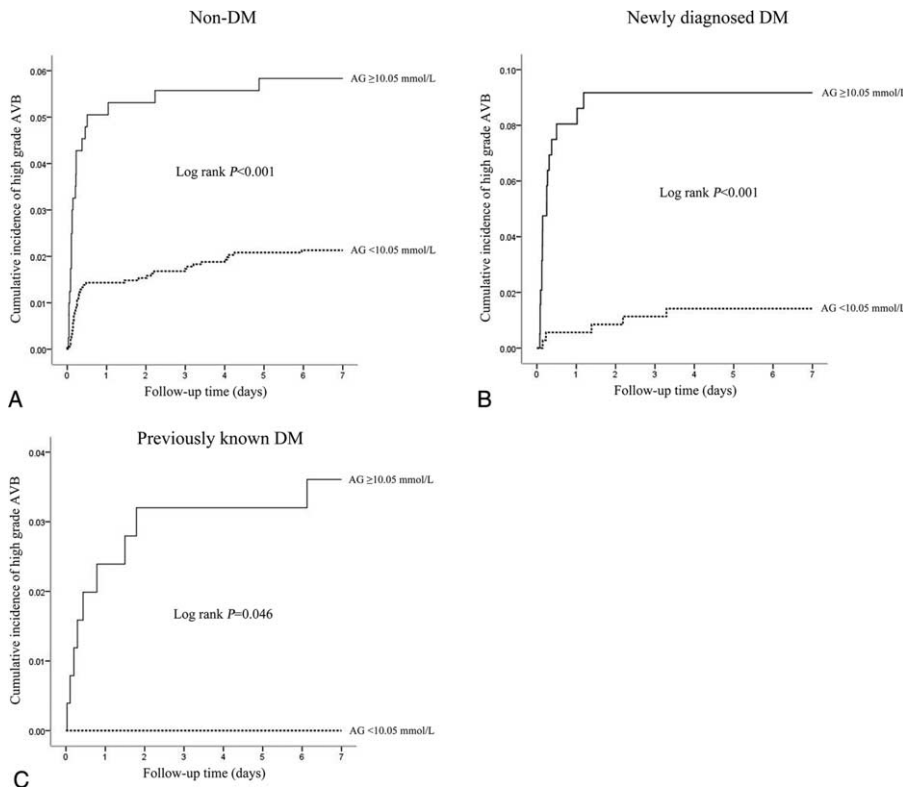 Non-DM
Cumulative incidence of high grade AVB
0.06
0.05
0.04
0.03
0.02
0.01
0.00
AG ≥10.05 mmol/L
Log rank P<0.001
AG <10.05 mmol/L
0 1 2 3 4 5 6 7
Follow-up time (days)
A
Newly diagnosed DM
Cumulative incidence of high grade AVB
0.10
0.08
0.06
0.04
0.02
0.00
AG ≥10.05 mmol/L
Log rank P<0.001
AG <10.05 mmol/L
0 1 2 3 4 5 6 7
Follow-up time (days)
B
Previously known DM
Cumulative incidence of high grade AVB
0.04
0.03
0.02
0.01
0.00
AG ≥10.05 mmol/L
Log rank P=0.046
AG <10.05 mmol/L
0 1 2 3 4 5 6 7
Follow-up time (days)
C